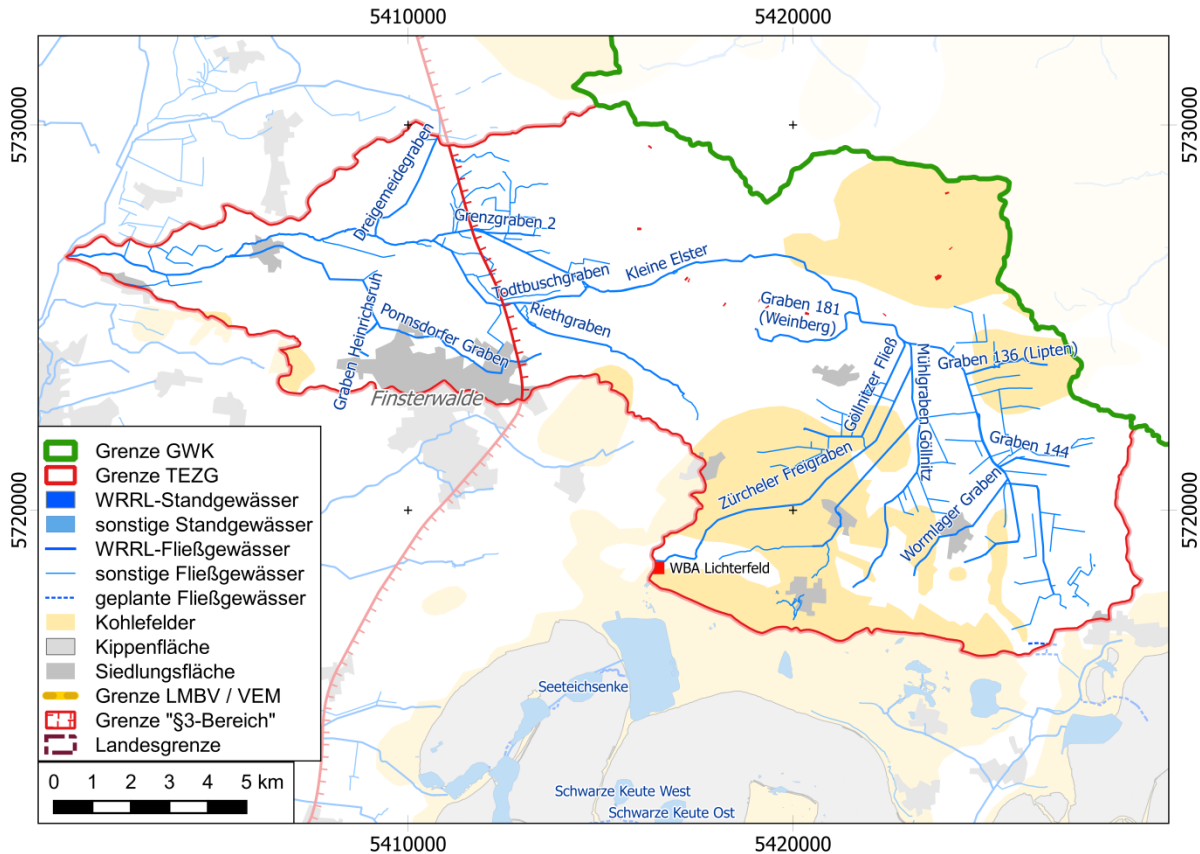 5410000
5420000
5730000
5730000
Dreigemeidegraben
Grenzgraben 2
Todtbuschgraben
Kleine Elster
Riethgraben
Graben 181
(Weinberg)
Graben Heinrichsruh
Ponnsdorfer Graben
Finsterwalde
Göllnitzer Fließ
Mühlgraben Göllnitz
Graben 136 (Lipten)
Graben 144
Zürcheler Freigraben
Wormlager Graben
WBA Lichterfeld
5720000
5720000
Grenze GWK
Grenze TEZG
WRRL-Standgewässer
sonstige Standgewässer
WRRL-Fließgewässer
sonstige Fließgewässer
geplante Fließgewässer
Kohlefelder
Kippenfläche
Siedlungsfläche
Grenze LMBV / VEM
Grenze "§3-Bereich"
Landesgrenze
0 1 2 3 4 5 km
Seeteichsenke
Schwarze Keute West
Schwarze Keute Ost
5410000
5420000